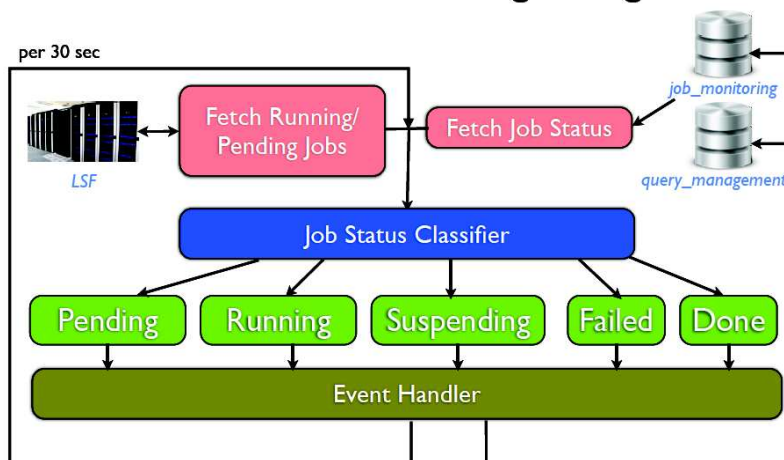 per 30 sec
job_monitoring
Fetch Running/
Pending Jobs
Fetch Job Status
LSF
query_management
Job Status Classifier
Pending
Running
Suspending
Failed
Done
Event Handler